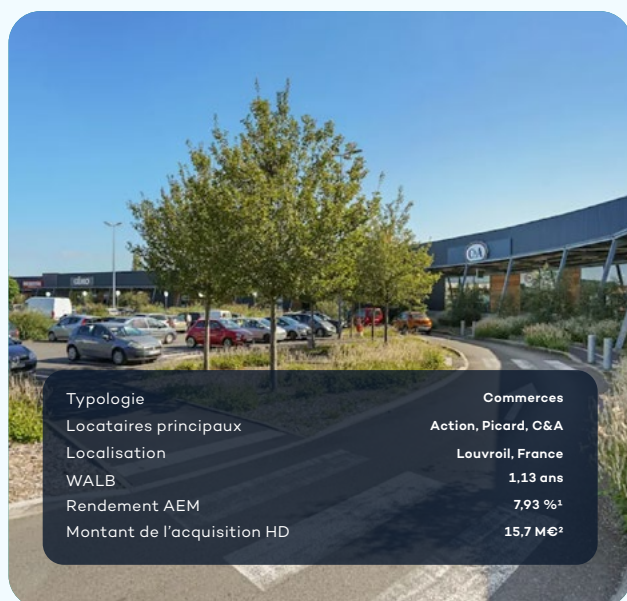 C&A
Typologie Commerces
Locataires principaux Action, Picard, C&A
Localisation Louvroil, France
WALB 1,13 ans
Rendement AEM 7,93 %¹
Montant de l'acquisition HD 15,7 M€²